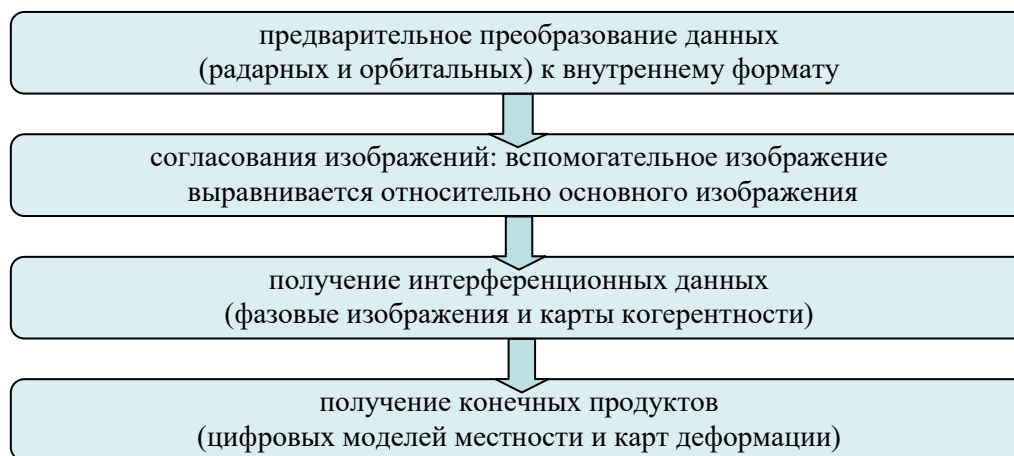 предварительное преобразование данных
(радарных и орбитальных) к внутреннему формату
согласования изображений: вспомогательное изображение
выравнивается относительно основного изображения
получение интерференционных данных
(фазовые изображения и карты когерентности)
получение конечных продуктов
(цифровых моделей местности и карт деформации)